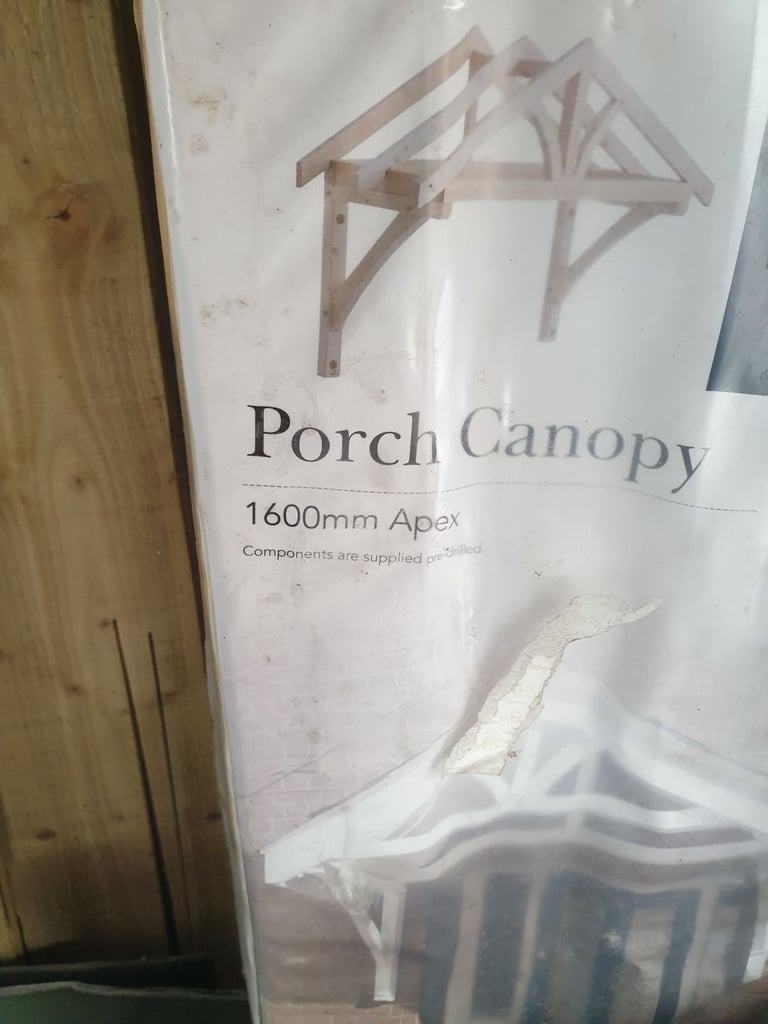 Porch Canopy
1600mm Apex
Components are supplied pre-drilled.